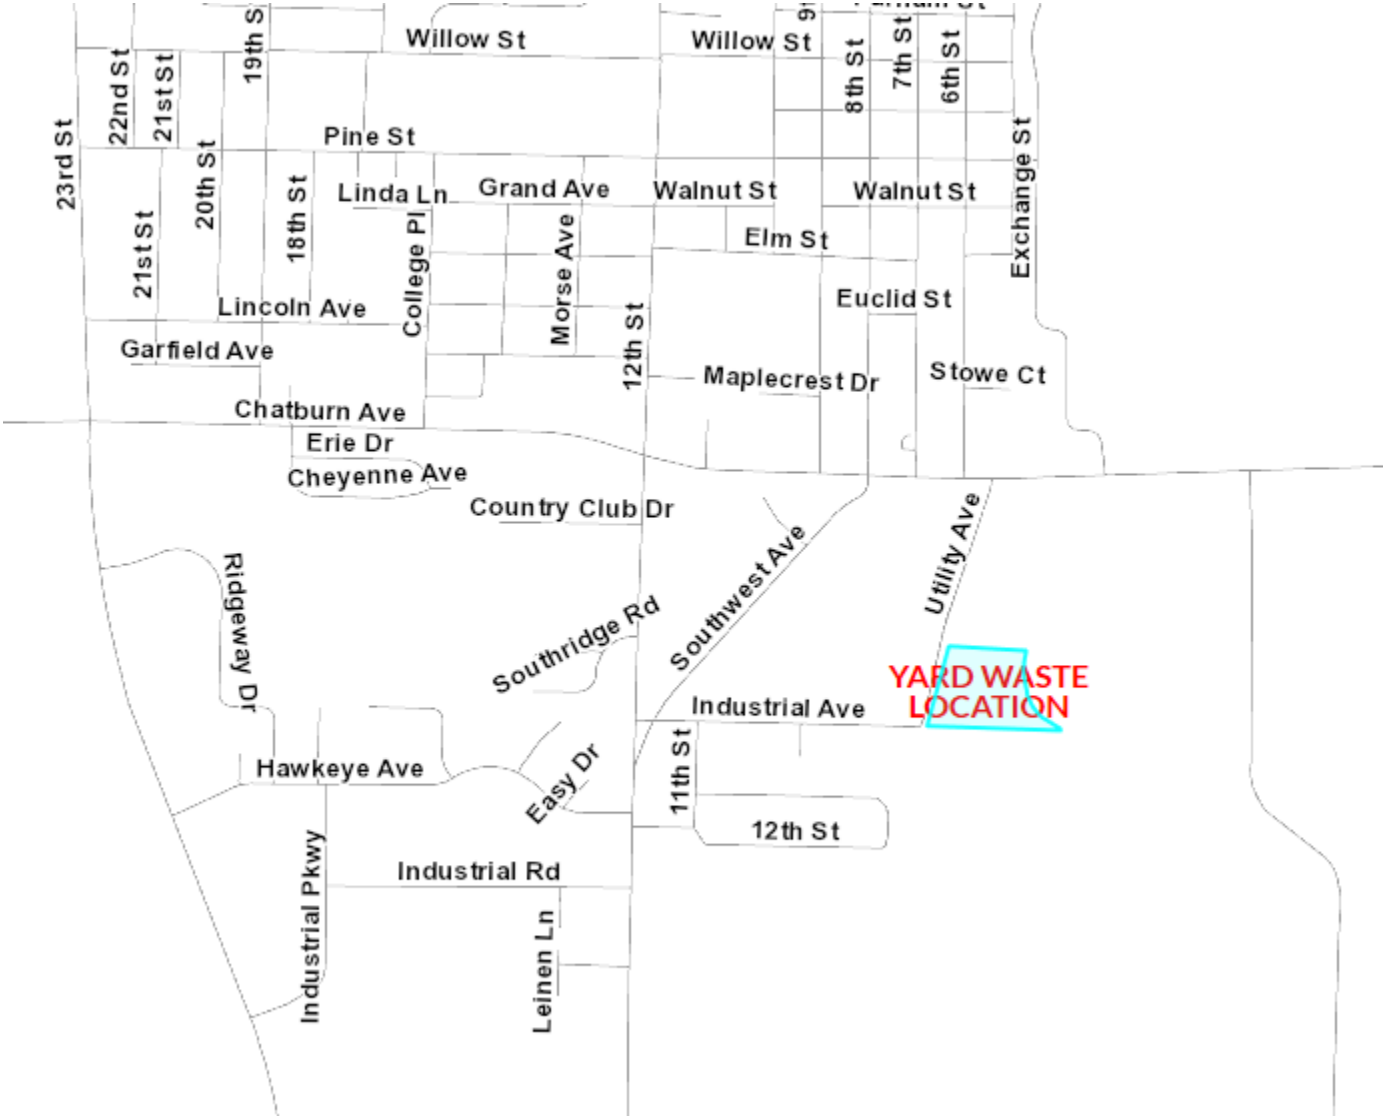 Farnam St
9t
19th S
Willow St
Willow St
8th St
7th St
6th St
22nd St
21st St
23rd St
Pine St
20th St
Exchange St
Linda Ln
Grand Ave
Walnut St
Walnut St
18th St
21st St
College Pl
Morse Ave
Elm St
Euclid St
Lincoln Ave
12th St
Garfield Ave
Maplecrest Dr
Stowe Ct
Chatburn Ave
Erie Dr
Cheyenne Ave
Country Club Dr
Utility Ave
Southwest Ave
Ridgeway Dr
Southridge Rd
YARD WASTE
LOCATION
Industrial Ave
Hawkeye Ave
Easy Dr
11th St
12th St
Industrial Pkwy
Industrial Rd
Leinen Ln